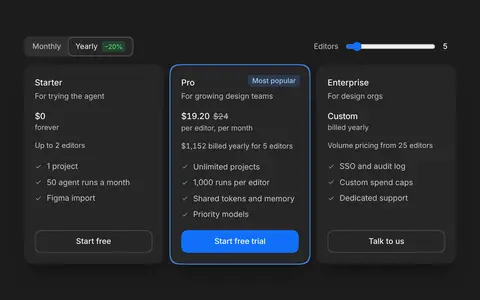 Monthly Yearly -20% Editors 5
Starter
For trying the agent
$0
forever
Up to 2 editors
1 project
50 agent runs a month
Figma import
Start free
Pro Most popular
For growing design teams
$19.20 $24
per editor, per month
$1,152 billed yearly for 5 editors
Unlimited projects
1,000 runs per editor
Shared tokens and memory
Priority models
Start free trial
Enterprise
For design orgs
Custom
billed yearly
Volume pricing from 25 editors
SSO and audit log
Custom spend caps
Dedicated support
Talk to us